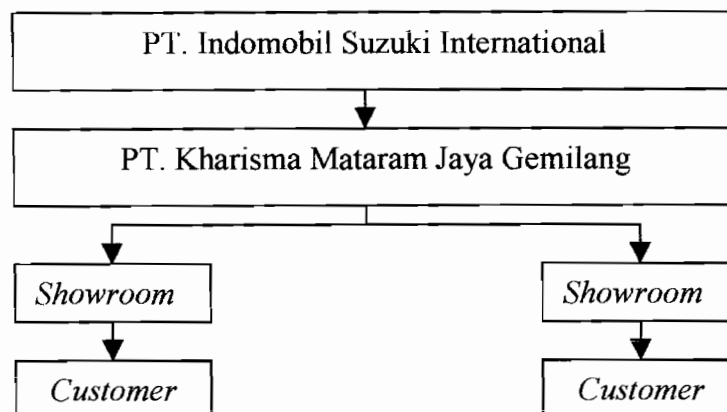 PT. Indomobil Suzuki International
PT. Kharisma Mataram Jaya Gemilang
Showroom Showroom
Customer Customer